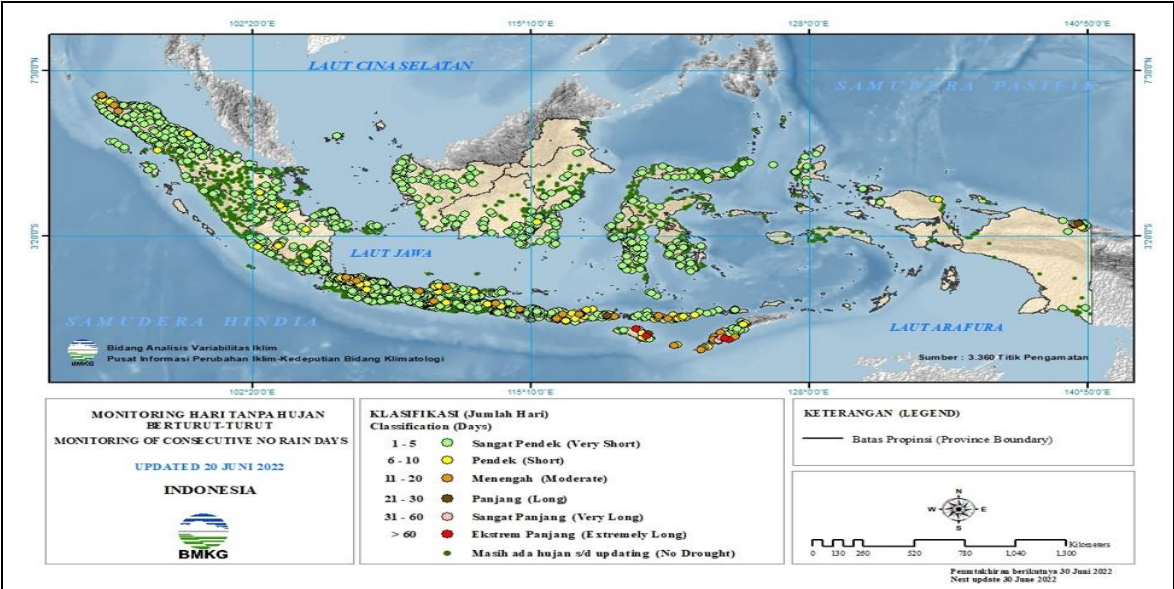 102°20'0"E 115°10'0"E 128°0'0"E 140°50'0"E
7°30'0"N 7°30'0"N
LAUT CINA SELATAN
SAMUDERA PASIFIK
3°20'S 3°20'S
LAUT JAWA
SAMUDERA HINDIA
LAUT ARAFURA
BMKG
Bidang Analisis Variabilitas Iklim
Pusat Informasi Perubahan Iklim-Kedeputian Bidang Klimatologi
Sumber : 3.360 Titik Pengamatan
102°20'0"E 115°10'0"E 128°0'0"E 140°50'0"E
MONITORING HARI TANPA HUJAN
BERTURUT-TURUT
MONITORING OF CONSECUTIVE NO RAIN DAYS
UPDATED 20 JUNI 2022
INDONESIA
BMKG
KLASIFIKASI (Jumlah Hari)
Classification (Days)
1 - 5 Sangat Pendek (Very Short)
6 - 10 Pendek (Short)
11 - 20 Menengah (Moderate)
21 - 30 Panjang (Long)
31 - 60 Sangat Panjang (Very Long)
> 60 Ekstrem Panjang (Extremely Long)
Masih ada hujan s/d updating (No Drought)
KETERANGAN (LEGEND)
Batas Propinsi (Province Boundary)
N
W E
S
Kilometers
0 130 260 520 780 1,040 1,300
Pemutakhiran berikutnya 30 Juni 2022
Next update 30 June 2022